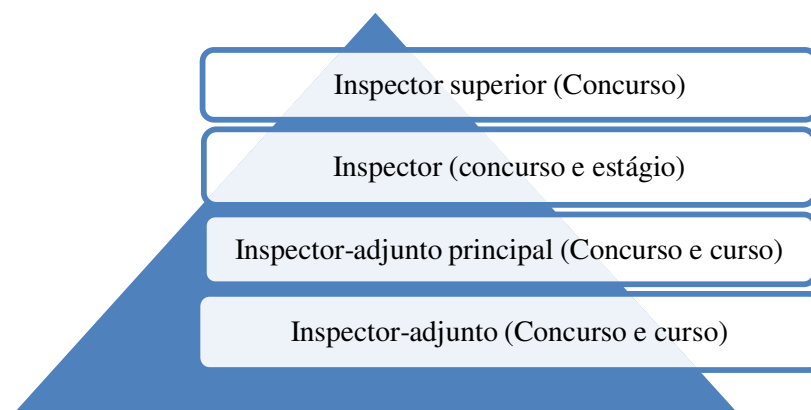 Inspector superior (Concurso)
Inspector (concurso e estágio)
Inspector-adjunto principal (Concurso e curso)
Inspector-adjunto (Concurso e curso)